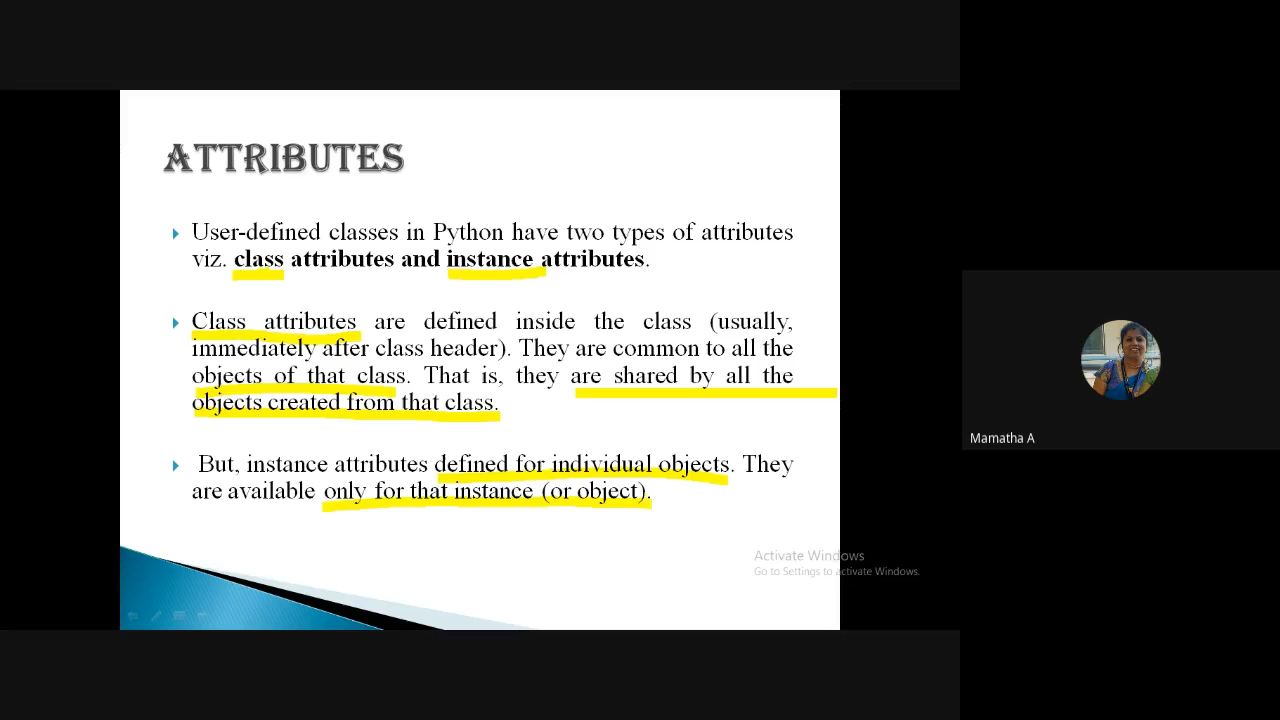 ATTRIBUTES
User-defined classes in Python have two types of attributes
viz. class attributes and instance attributes.
Class attributes are defined inside the class (usually,
immediately after class header). They are common to all the
objects of that class. That is, they are shared by all the
objects created from that class.
But, instance attributes defined for individual objects. They
are available only for that instance (or object).
Activate Windows
Go to Settings to activate Windows.
Mamatha A